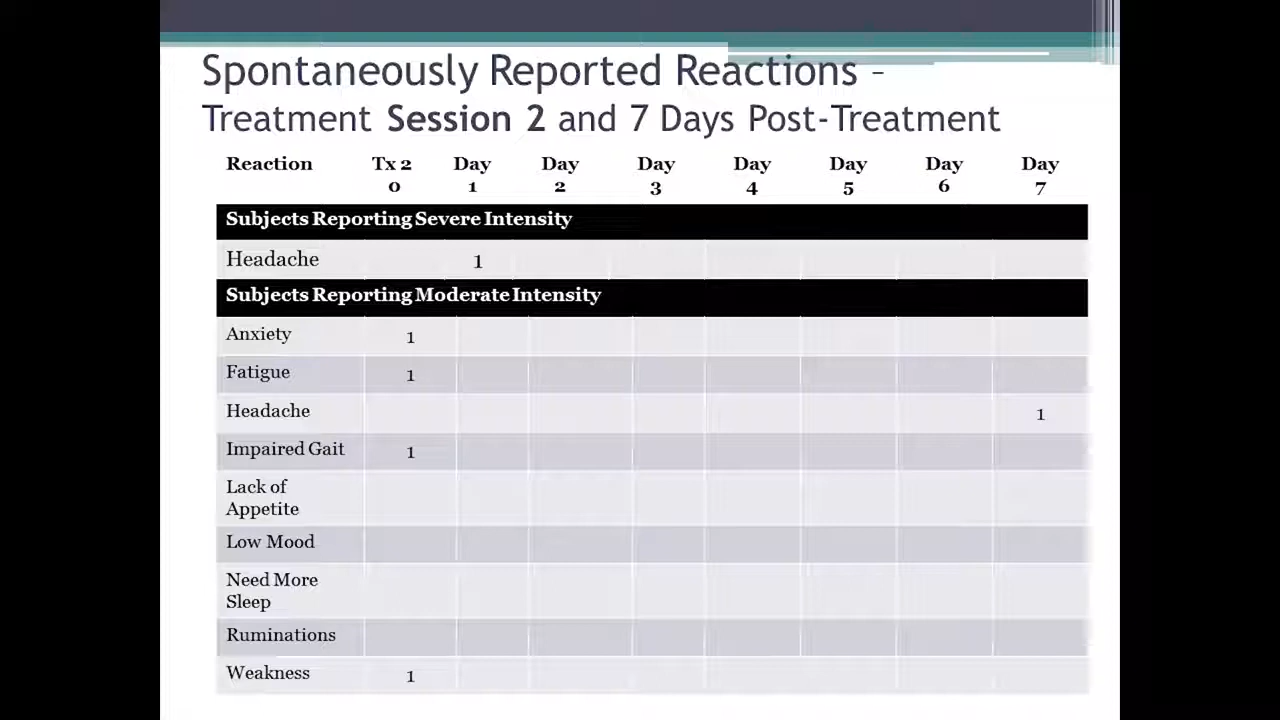 Spontaneously Reported Reactions –
Treatment Session 2 and 7 Days Post-Treatment
Reaction Tx 2 Day Day Day Day Day Day Day
0 1 2 3 4 5 6 7
Subjects Reporting Severe Intensity
Headache 1
Subjects Reporting Moderate Intensity
Anxiety 1
Fatigue 1
Headache 1
Impaired Gait 1
Lack of
Appetite
Low Mood
Need More
Sleep
Ruminations
Weakness 1